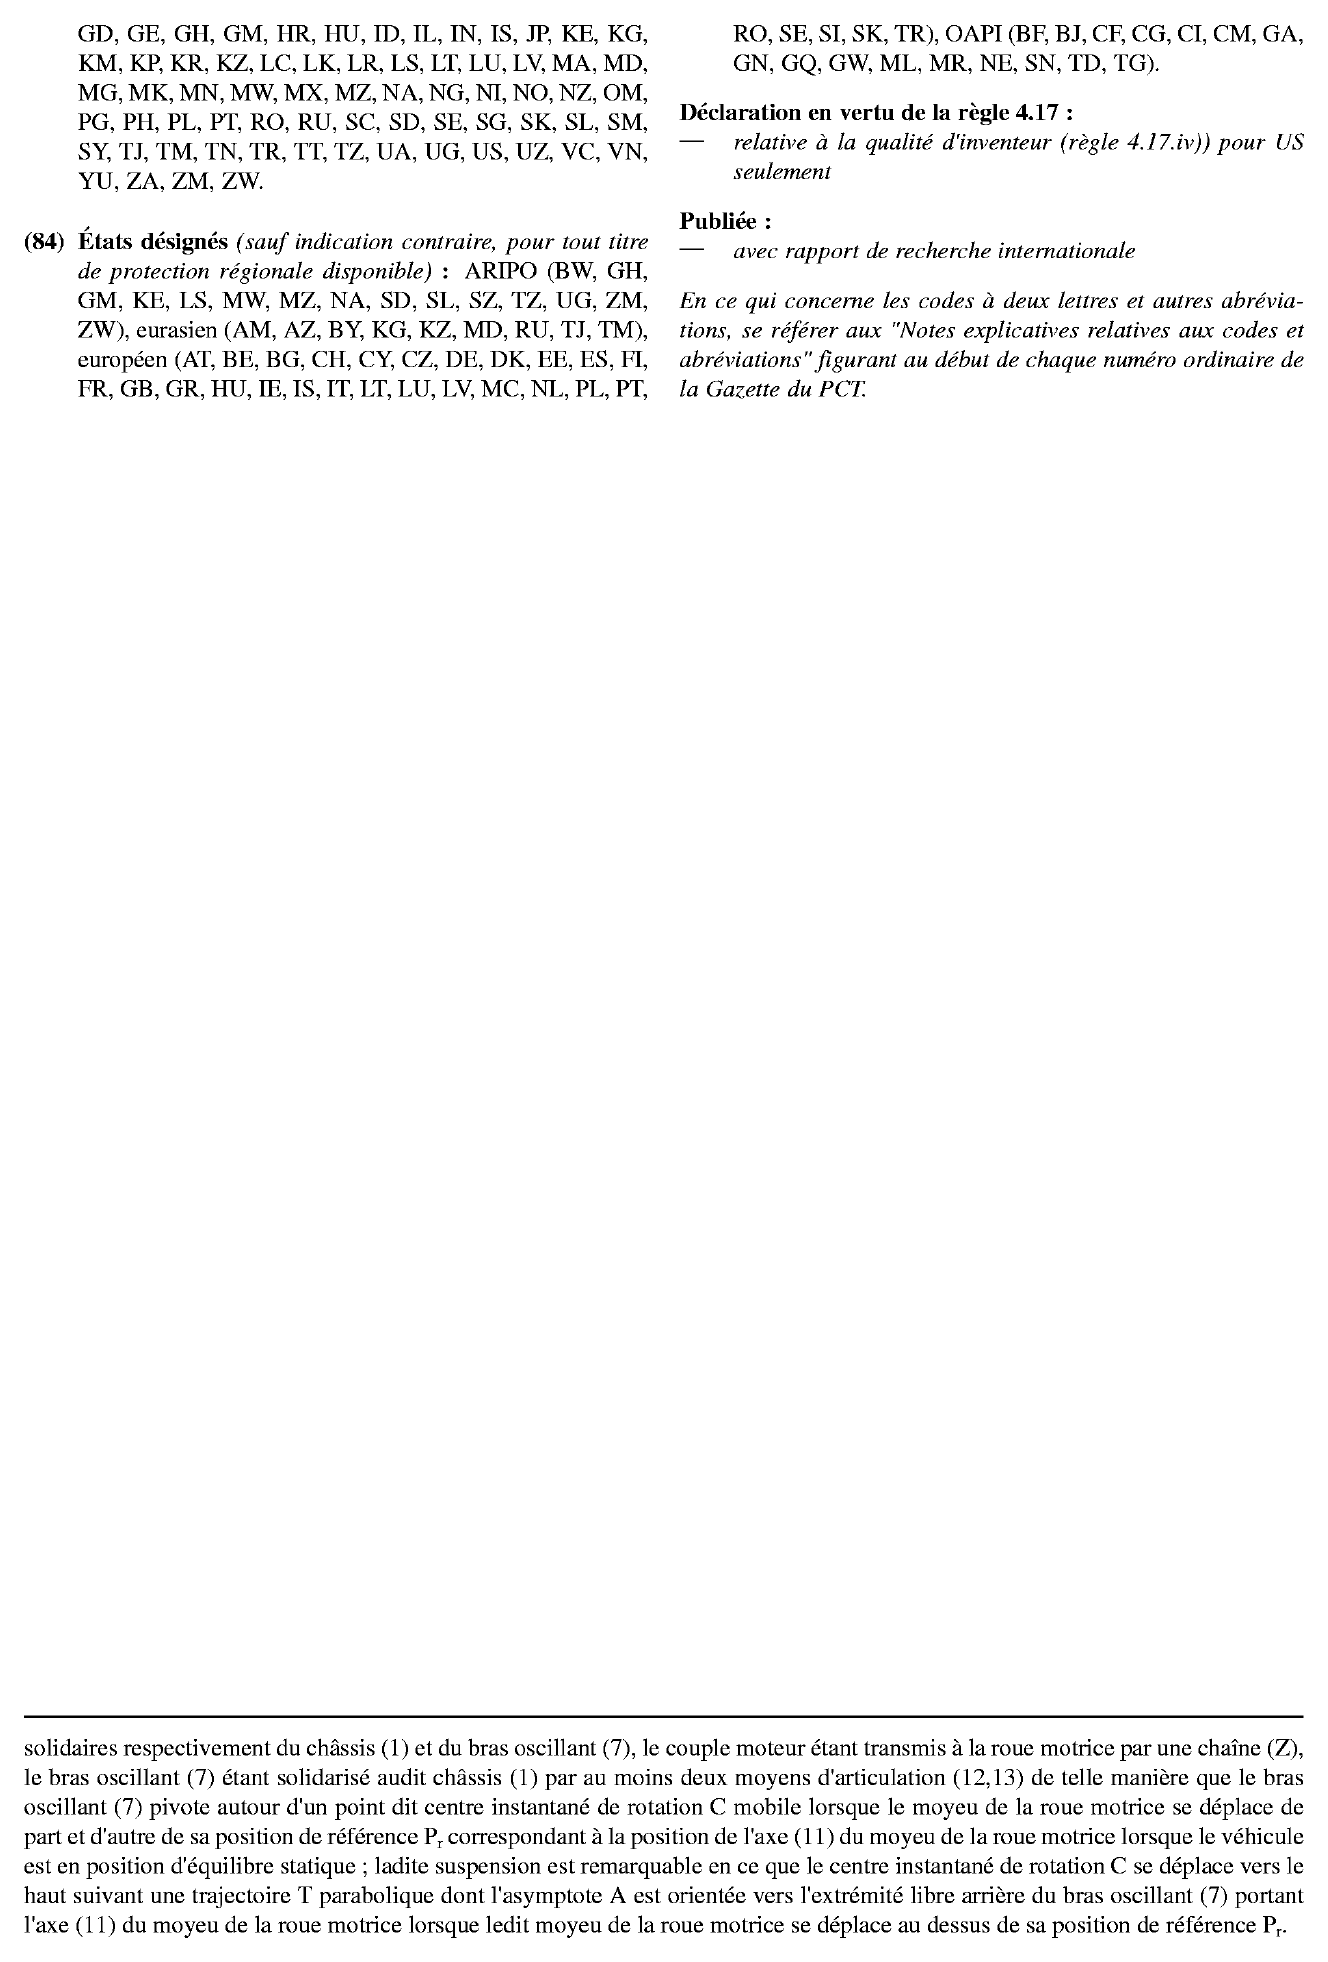 GD, GE, GH, GM, HR, HU, ID, IL, IN, IS, JP, KE, KG,
KM, KP, KR, KZ, LC, LK, LR, LS, LT, LU, LV, MA, MD,
MG, MK, MN, MW, MX, MZ, NA, NG, NI, NO, NZ, OM,
PG, PH, PL, PT, RO, RU, SC, SD, SE, SG, SK, SL, SM,
SY, TJ, TM, TN, TR, TT, TZ, UA, UG, US, UZ, VC, VN,
YU, ZA, ZM, ZW.
(84) États désignés (sauf indication contraire, pour tout titre
de protection régionale disponible) : ARIPO (BW, GH,
GM, KE, LS, MW, MZ, NA, SD, SL, SZ, TZ, UG, ZM,
ZW), eurasien (AM, AZ, BY, KG, KZ, MD, RU, TJ, TM),
européen (AT, BE, BG, CH, CY, CZ, DE, DK, EE, ES, FI,
FR, GB, GR, HU, IE, IS, IT, LT, LU, LV, MC, NL, PL, PT,
RO, SE, SI, SK, TR), OAPI (BF, BJ, CF, CG, CI, CM, GA,
GN, GQ, GW, ML, MR, NE, SN, TD, TG).
Déclaration en vertu de la règle 4.17 :
— relative à la qualité d'inventeur (règle 4.17.iv)) pour US
seulement
Publiée :
— avec rapport de recherche internationale
En ce qui concerne les codes à deux lettres et autres abrévia-
tions, se référer aux "Notes explicatives relatives aux codes et
abréviations" figurant au début de chaque numéro ordinaire de
la Gazette du PCT.
solidaires respectivement du châssis (1) et du bras oscillant (7), le couple moteur étant transmis à la roue motrice par une chaîne (Z),
le bras oscillant (7) étant solidarisé audit châssis (1) par au moins deux moyens d'articulation (12,13) de telle manière que le bras
oscillant (7) pivote autour d'un point dit centre instantané de rotation C mobile lorsque le moyeu de la roue motrice se déplace de
part et d'autre de sa position de référence Pr correspondant à la position de l'axe (11) du moyeu de la roue motrice lorsque le véhicule
est en position d'équilibre statique ; ladite suspension est remarquable en ce que le centre instantané de rotation C se déplace vers le
haut suivant une trajectoire T parabolique dont l'asymptote A est orientée vers l'extrémité libre arrière du bras oscillant (7) portant
l'axe (11) du moyeu de la roue motrice lorsque ledit moyeu de la roue motrice se déplace au dessus de sa position de référence Pr.